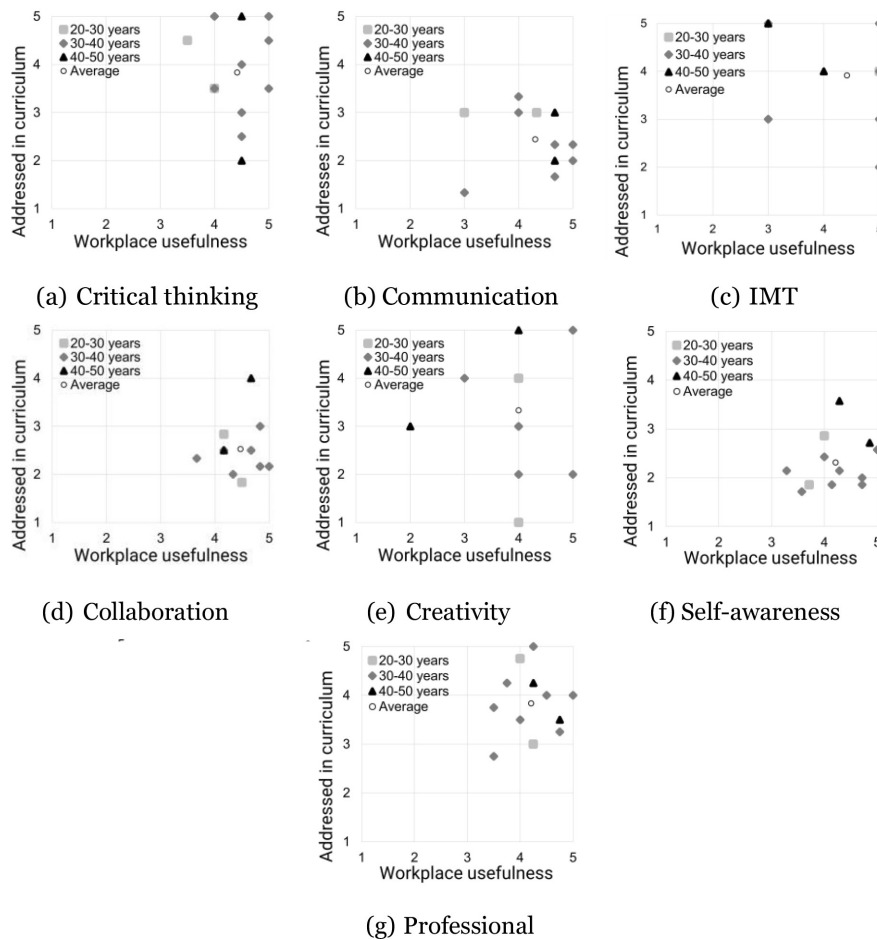 5
20-30 years
30-40 years
4
40-50 years
Average
3
2
1
Addressed in curriculum
1 2 3 4 5
Workplace usefulness
(a) Critical thinking
5
20-30 years
30-40 years
4
40-50 years
Average
3
2
1
Addresses in curriculum
1 2 3 4 5
Workplace usefulness
(b) Communication
5
20-30 years
30-40 years
4
40-50 years
Average
3
2
1
Addressed in curriculum
1 2 3 4
Workplace usefulness
(c) IMT
5
20-30 years
30-40 years
4
40-50 years
Average
3
2
1
Addressed in curriculum
1 2 3 4 5
Workplace usefulness
(d) Collaboration
5
20-30 years
30-40 years
4
40-50 years
Average
3
2
1
Addressed in curriculum
1 2 3 4 5
Workplace usefulness
(e) Creativity
5
20-30 years
30-40 years
4
40-50 years
Average
3
2
1
Addressed in curriculum
1 2 3 4 5
Workplace usefulness
(f) Self-awareness
5
20-30 years
30-40 years
4
40-50 years
Average
3
2
1
Addressed in curriculum
1 2 3 4 5
Workplace usefulness
(g) Professional